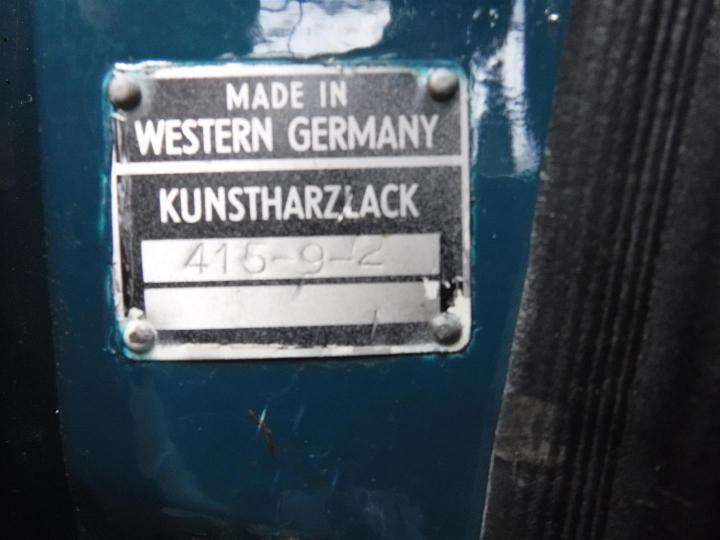 MADE IN
WESTERN GERMANY
KUNSTHARZLACK
415-9-2